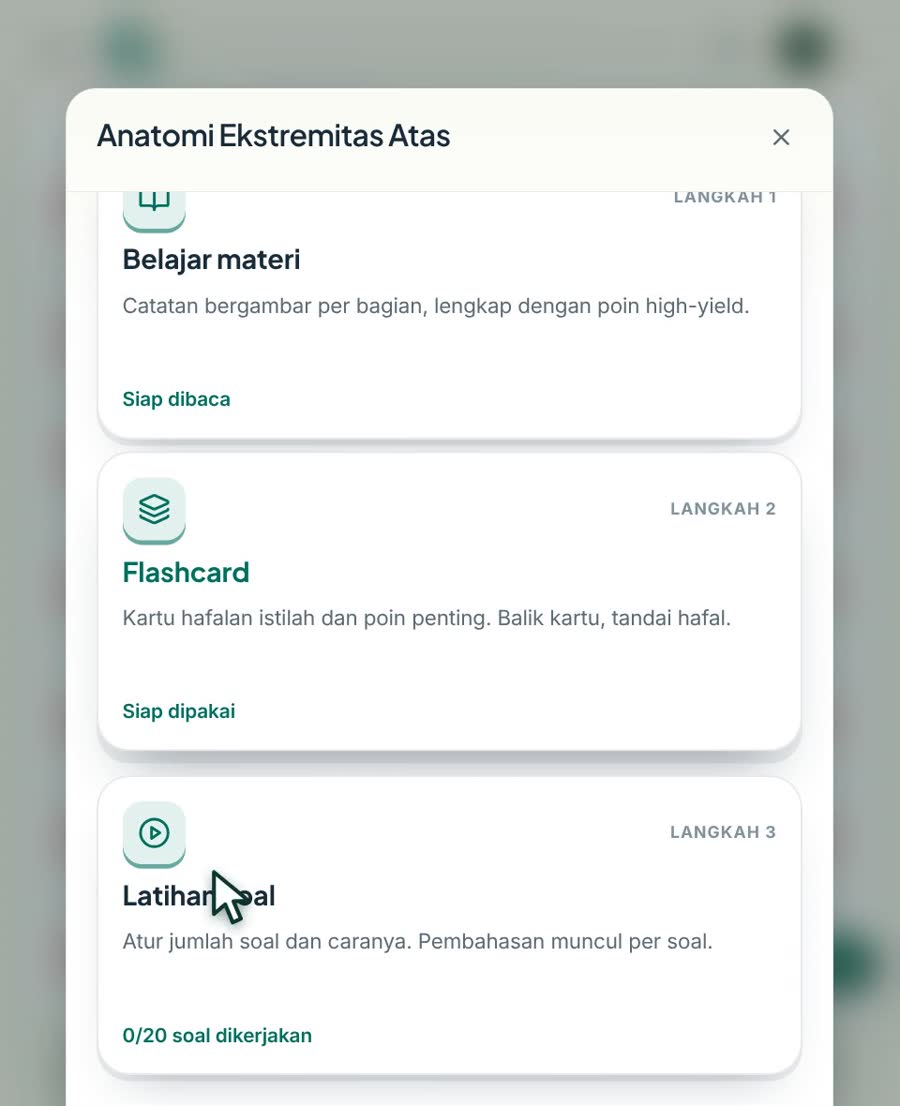 Anatomi Ekstremitas Atas
LANGKAH 1
Belajar materi
Catatan bergambar per bagian, lengkap dengan poin high-yield.
Siap dibaca
LANGKAH 2
Flashcard
Kartu hafalan istilah dan poin penting. Balik kartu, tandai hafal.
Siap dipakai
LANGKAH 3
Latihan soal
Atur jumlah soal dan caranya. Pembahasan muncul per soal.
0/20 soal dikerjakan